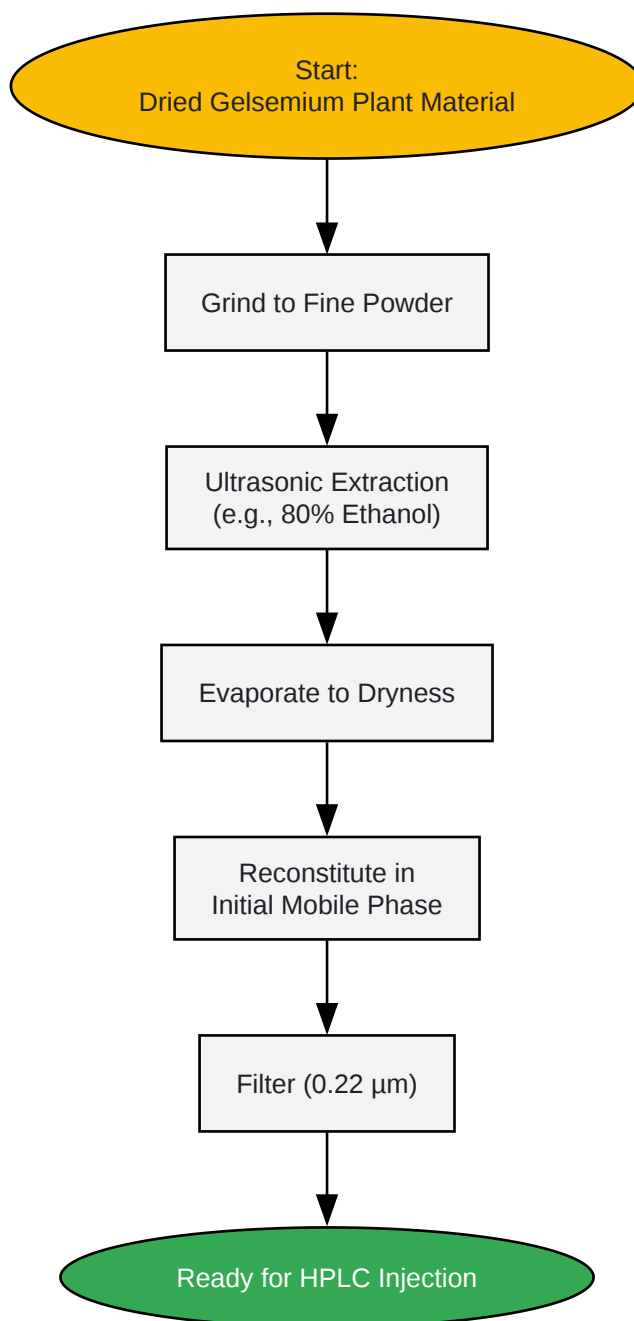 Start:
Dried Gelsemium Plant Material
Grind to Fine Powder
Ultrasonic Extraction
(e.g., 80% Ethanol)
Evaporate to Dryness
Reconstitute in
Initial Mobile Phase
Filter (0.22 µm)
Ready for HPLC Injection